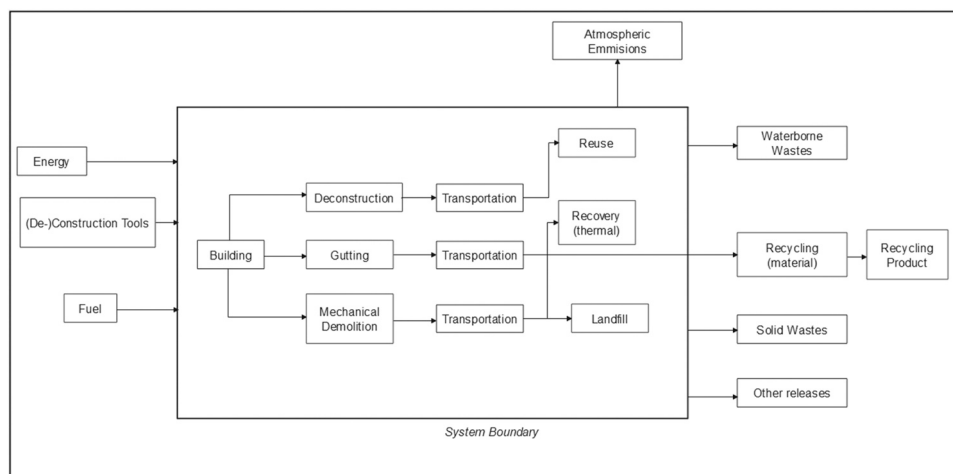 Atmospheric
Emmisions
Energy
(De-)Construction Tools
Fuel
Building
Deconstruction
Gutting
Mechanical
Demolition
Transportation
Transportation
Transportation
Reuse
Recovery
(thermal)
Landfill
Waterborne
Wastes
Recycling
(material)
Recycling
Product
Solid Wastes
Other releases
System Boundary